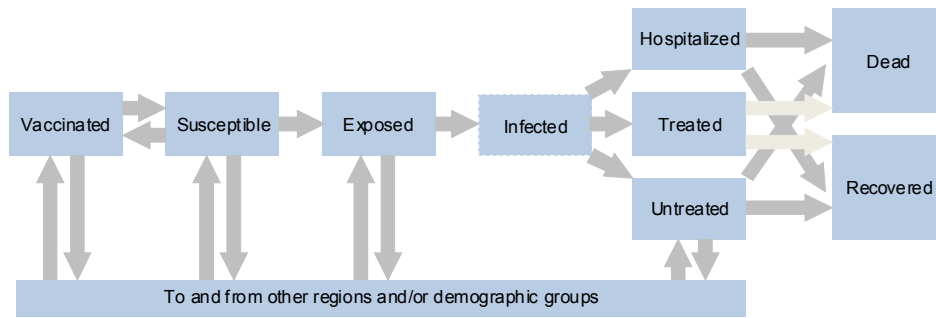 Hospitalized
Dead
Vaccinated
Susceptible
Exposed
Infected
Treated
Untreated
Recovered
To and from other regions and/or demographic groups